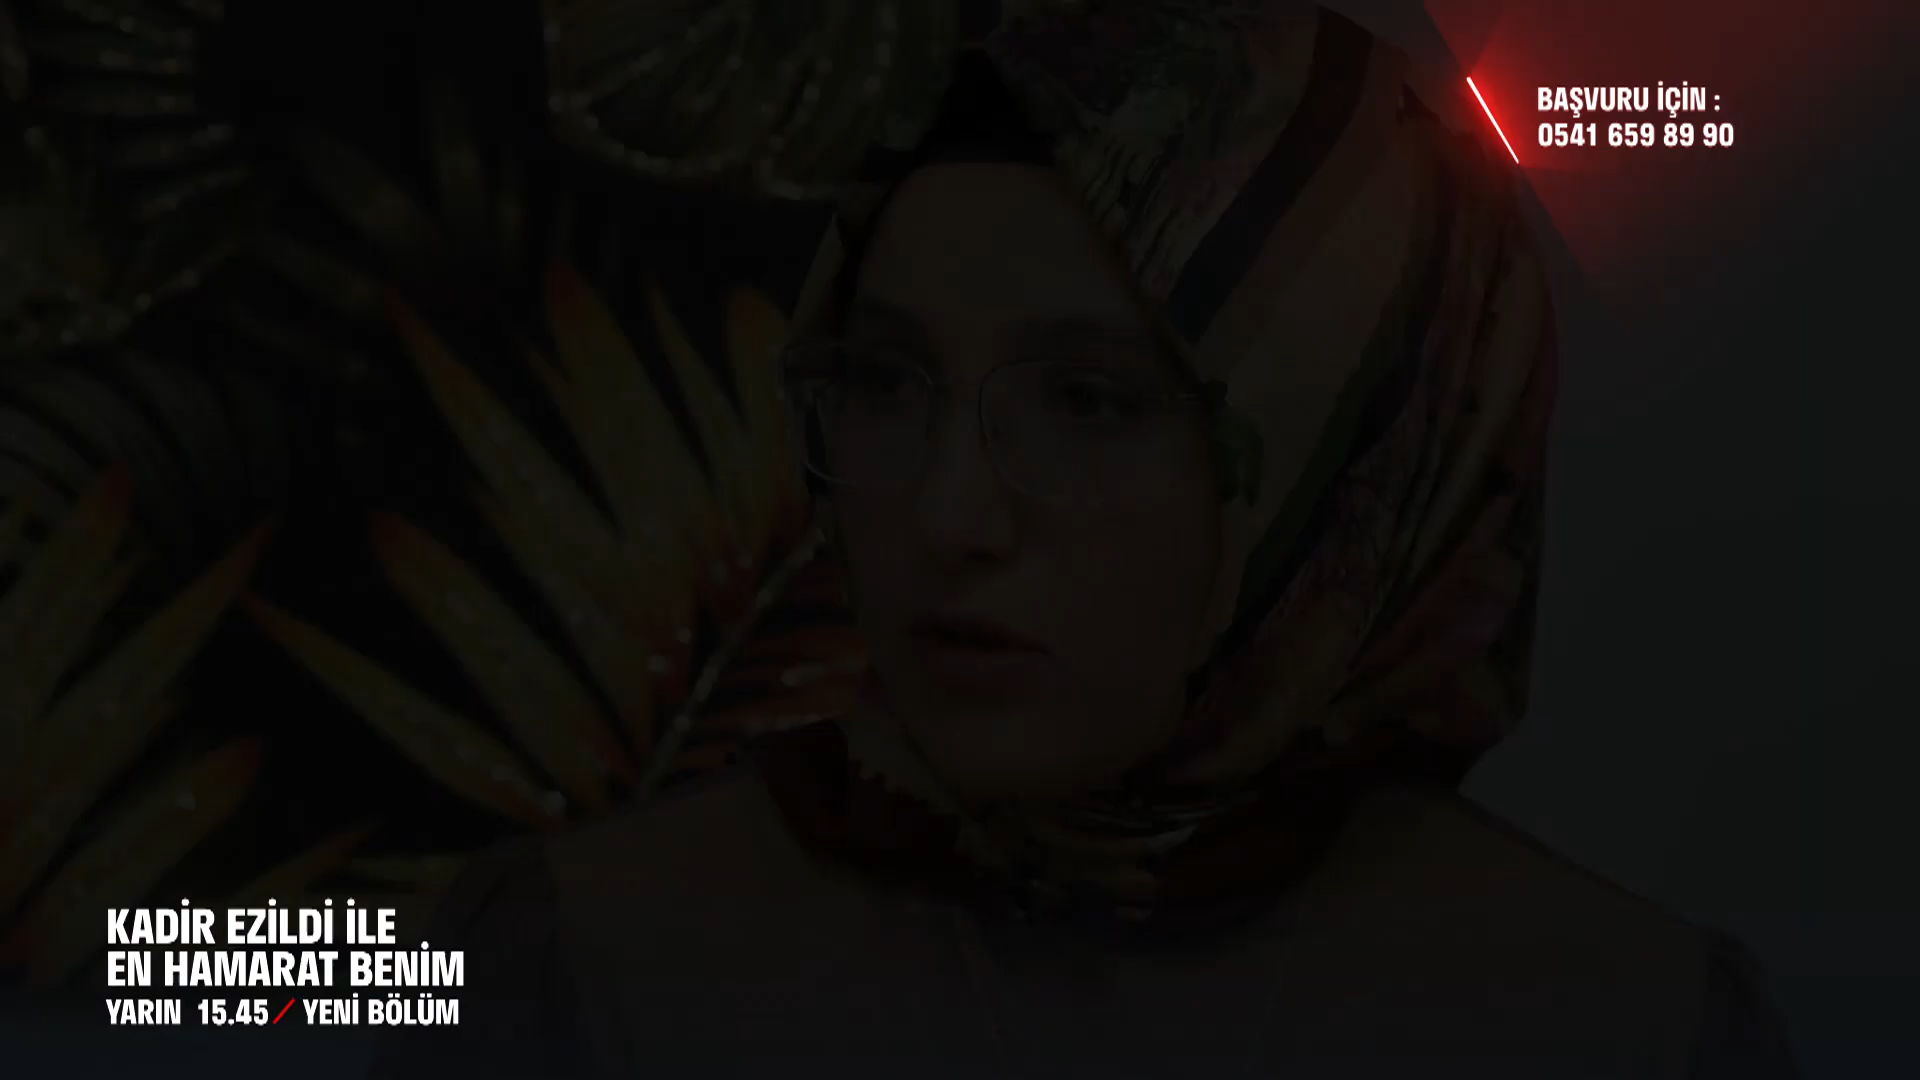 BAŞVURU İÇİN :
0541 659 89 90
KADİR EZİLDİ İLE
EN HAMARAT BENİM
YARIN 15.45 / YENİ BÖLÜM